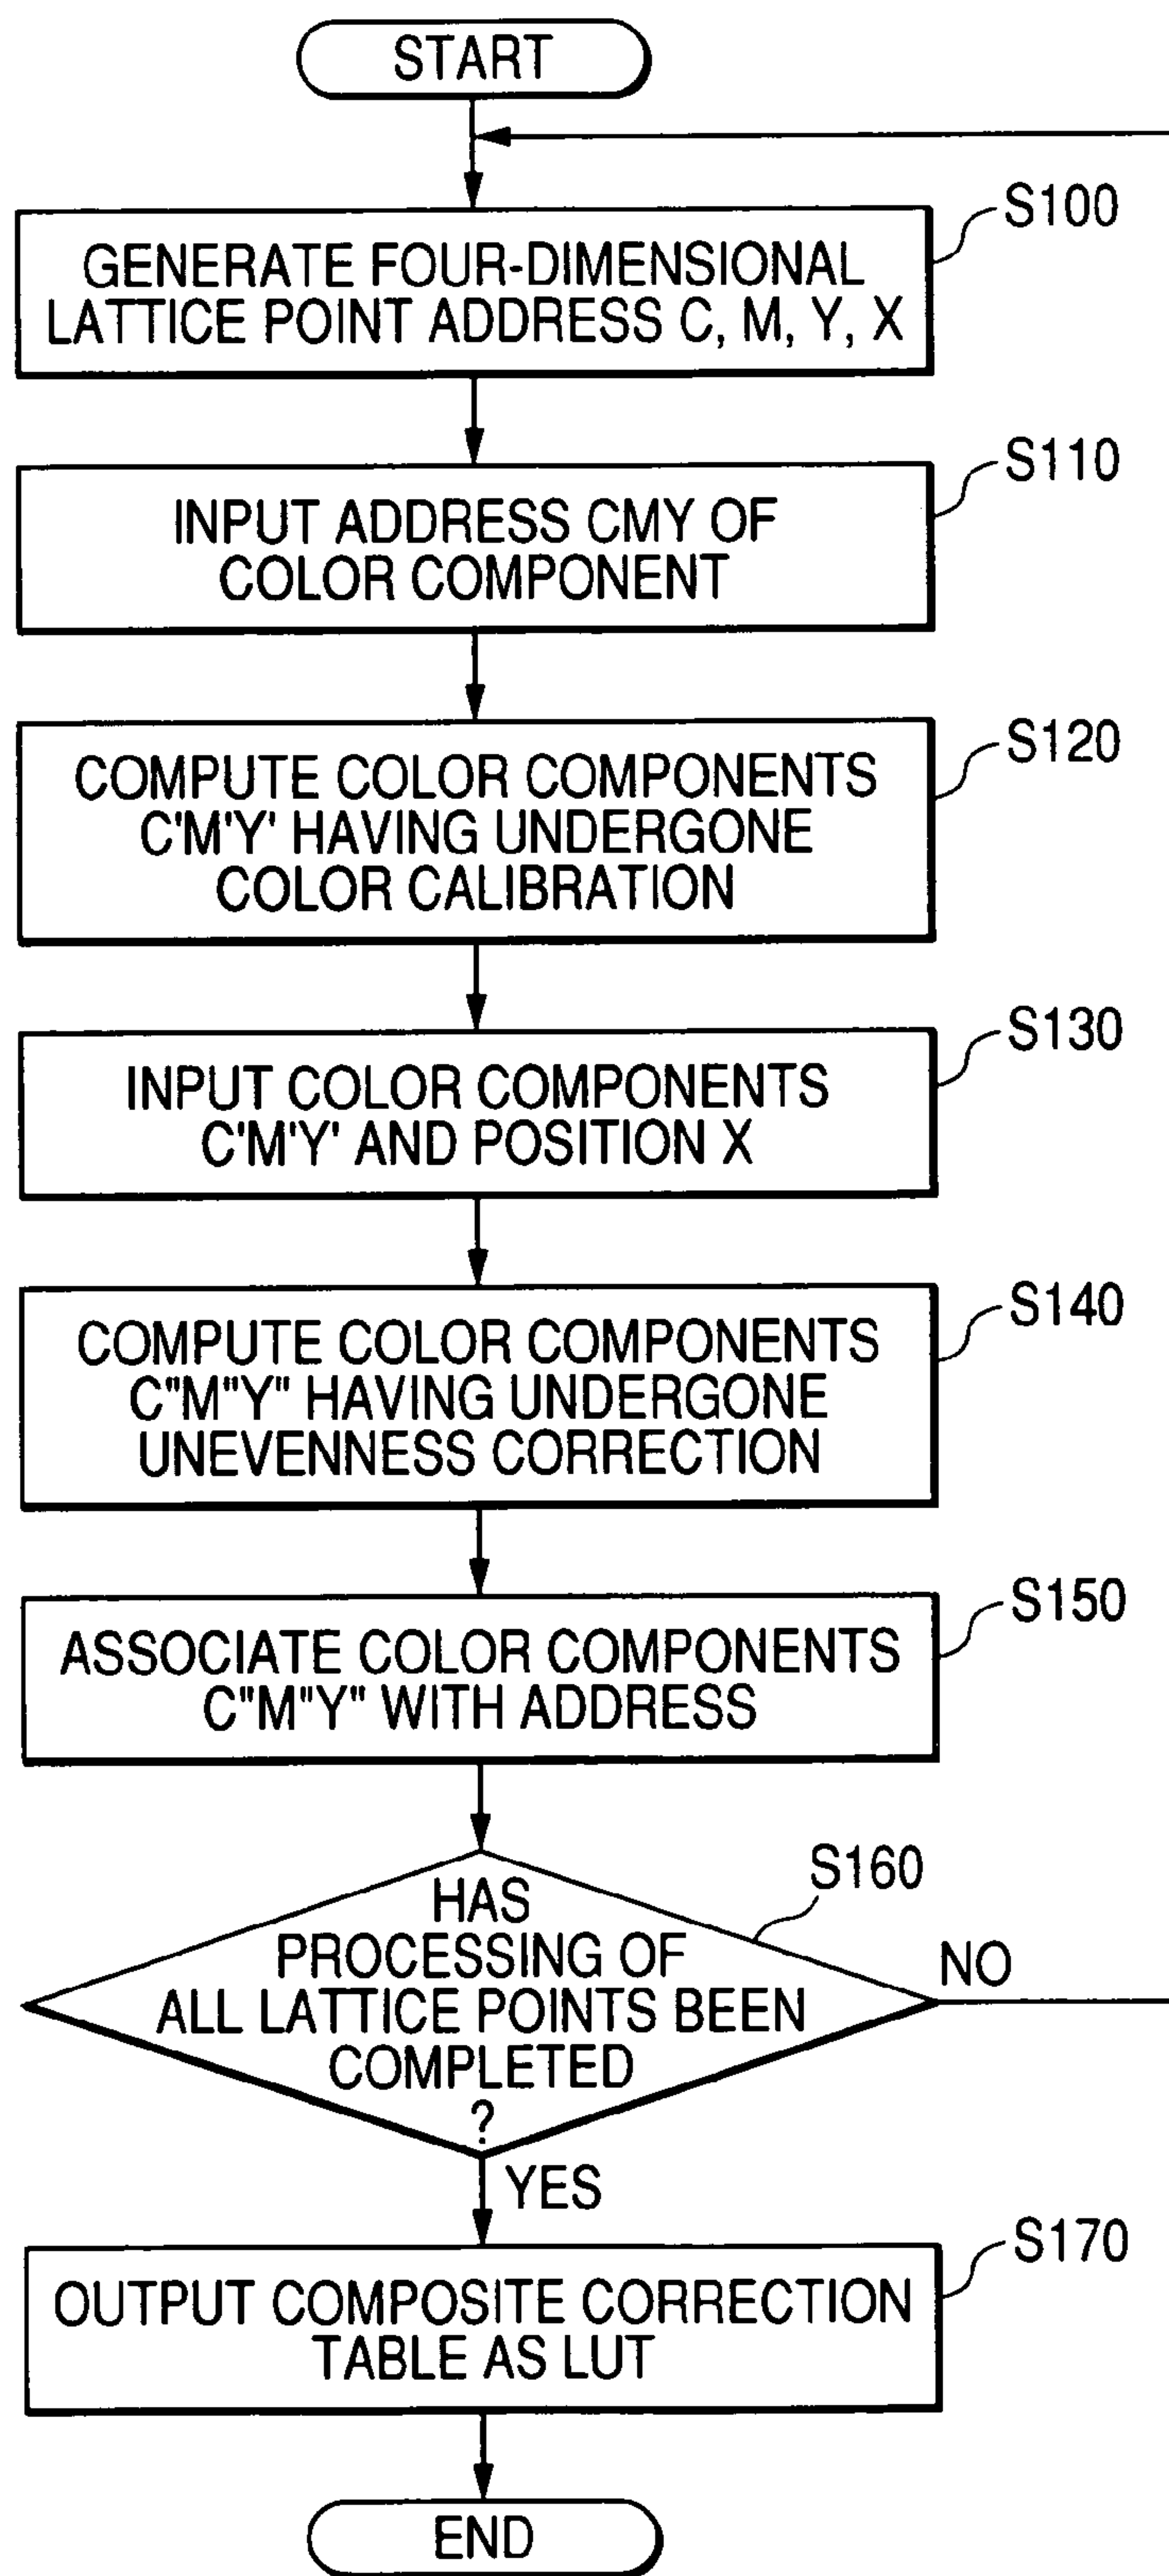 START
S100
GENERATE FOUR-DIMENSIONAL
LATTICE POINT ADDRESS C, M, Y, X
S110
INPUT ADDRESS CMY OF
COLOR COMPONENT
S120
COMPUTE COLOR COMPONENTS
C'M'Y' HAVING UNDERGONE
COLOR CALIBRATION
S130
INPUT COLOR COMPONENTS
C'M'Y' AND POSITION X
S140
COMPUTE COLOR COMPONENTS
C"M"Y" HAVING UNDERGONE
UNEVENNESS CORRECTION
S150
ASSOCIATE COLOR COMPONENTS
C"M"Y" WITH ADDRESS
S160
HAS
PROCESSING OF
ALL LATTICE POINTS BEEN
COMPLETED
?
NO
YES
S170
OUTPUT COMPOSITE CORRECTION
TABLE AS LUT
END